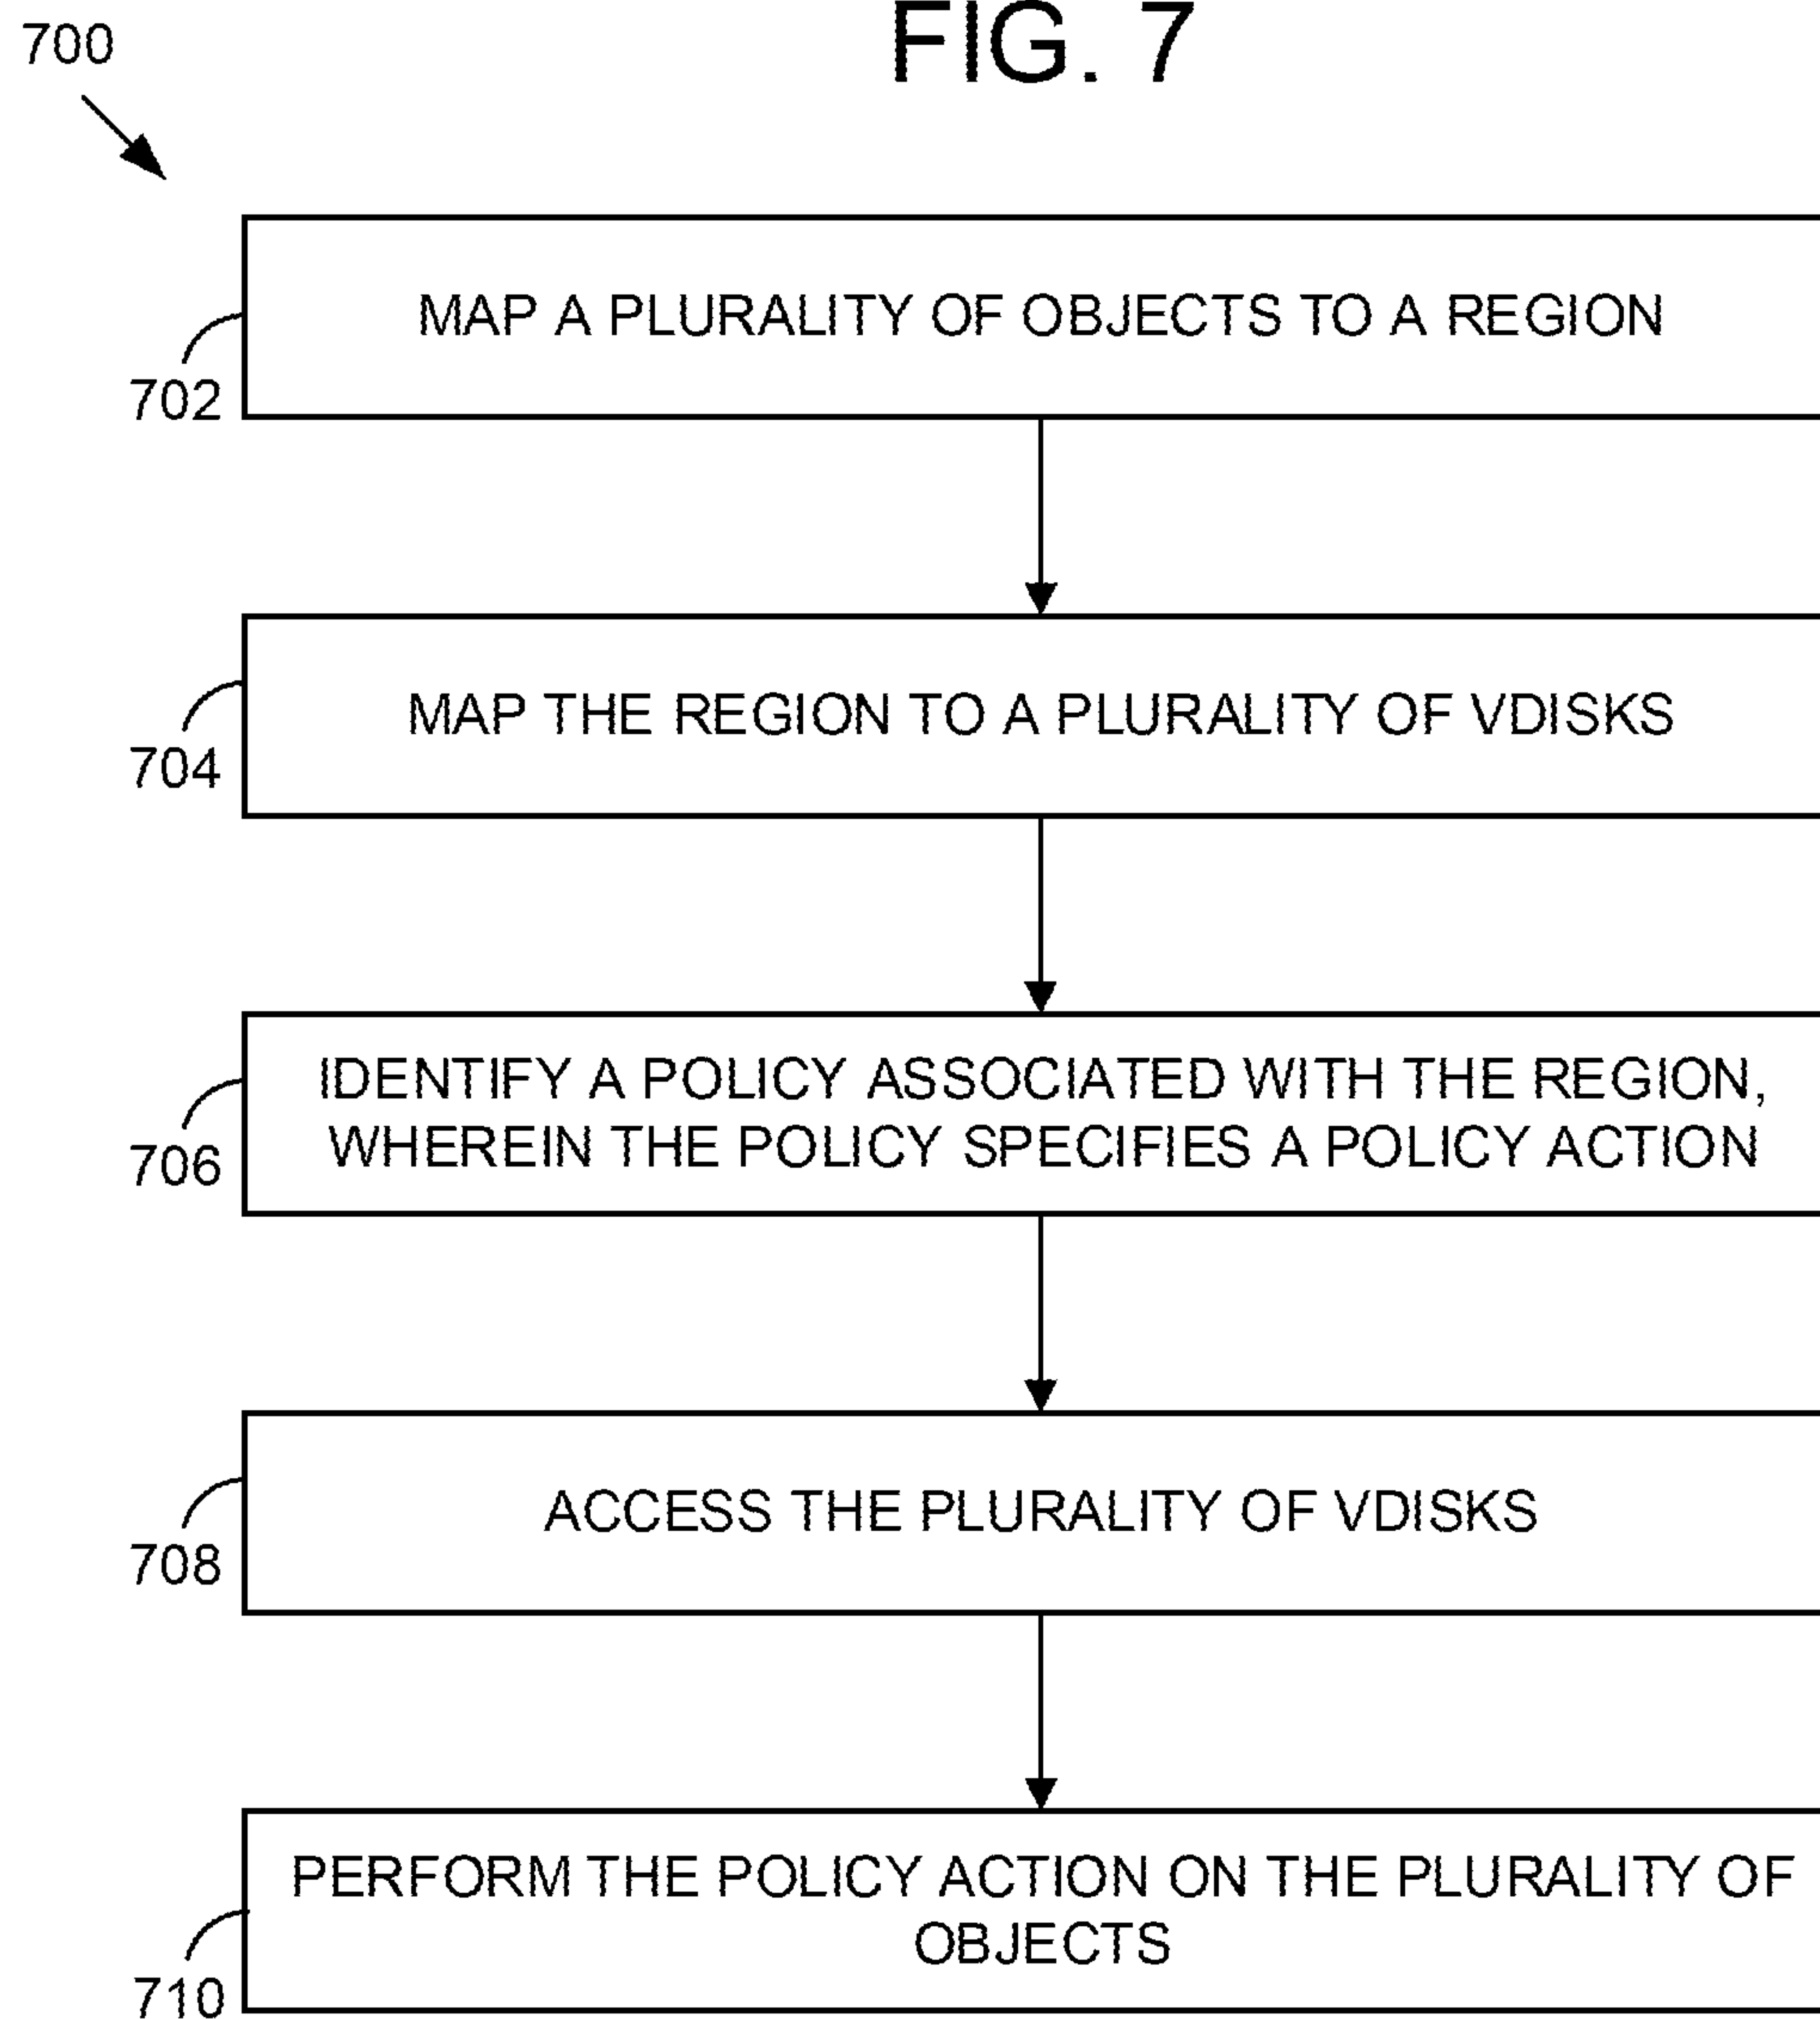 FIG. 7
700
MAP A PLURALITY OF OBJECTS TO A REGION
702
MAP THE REGION TO A PLURALITY OF VDISKS
704
IDENTIFY A POLICY ASSOCIATED WITH THE REGION,
WHEREIN THE POLICY SPECIFIES A POLICY ACTION
706
ACCESS THE PLURALITY OF VDISKS
708
PERFORM THE POLICY ACTION ON THE PLURALITY OF
OBJECTS
710